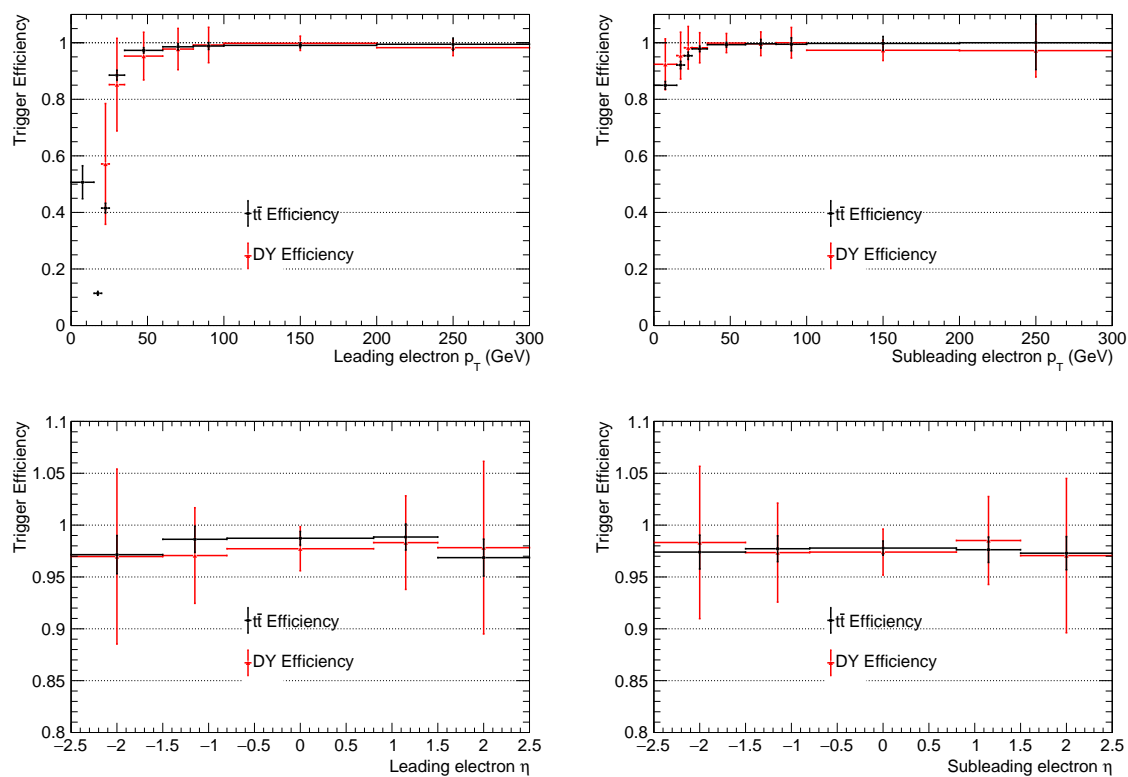 Trigger Efficiency
1
0.8
0.6
0.4
0.2
0
tt̄ Efficiency
DY Efficiency
0 50 100 150 200 250 300
Leading electron p_T (GeV)
Trigger Efficiency
1
0.8
0.6
0.4
0.2
0
tt̄ Efficiency
DY Efficiency
0 50 100 150 200 250 300
Subleading electron p_T (GeV)
Trigger Efficiency
1.1
1.05
1
0.95
0.9
0.85
0.8
tt̄ Efficiency
DY Efficiency
−2.5 −2 −1.5 −1 −0.5 0 0.5 1 1.5 2 2.5
Leading electron η
Trigger Efficiency
1.1
1.05
1
0.95
0.9
0.85
0.8
tt̄ Efficiency
DY Efficiency
−2.5 −2 −1.5 −1 −0.5 0 0.5 1 1.5 2 2.5
Subleading electron η